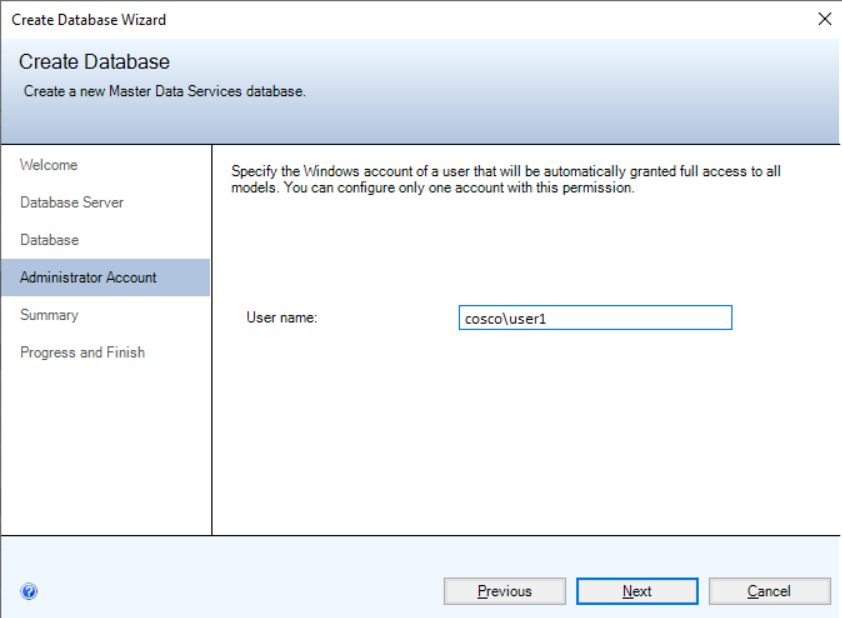 Create Database Wizard
Create Database
Create a new Master Data Services database.
Welcome
Database Server
Database
Administrator Account
Summary
Progress and Finish
Specify the Windows account of a user that will be automatically granted full access to all
models. You can configure only one account with this permission.
User name:
cosco\user1
Previous
Next
Cancel